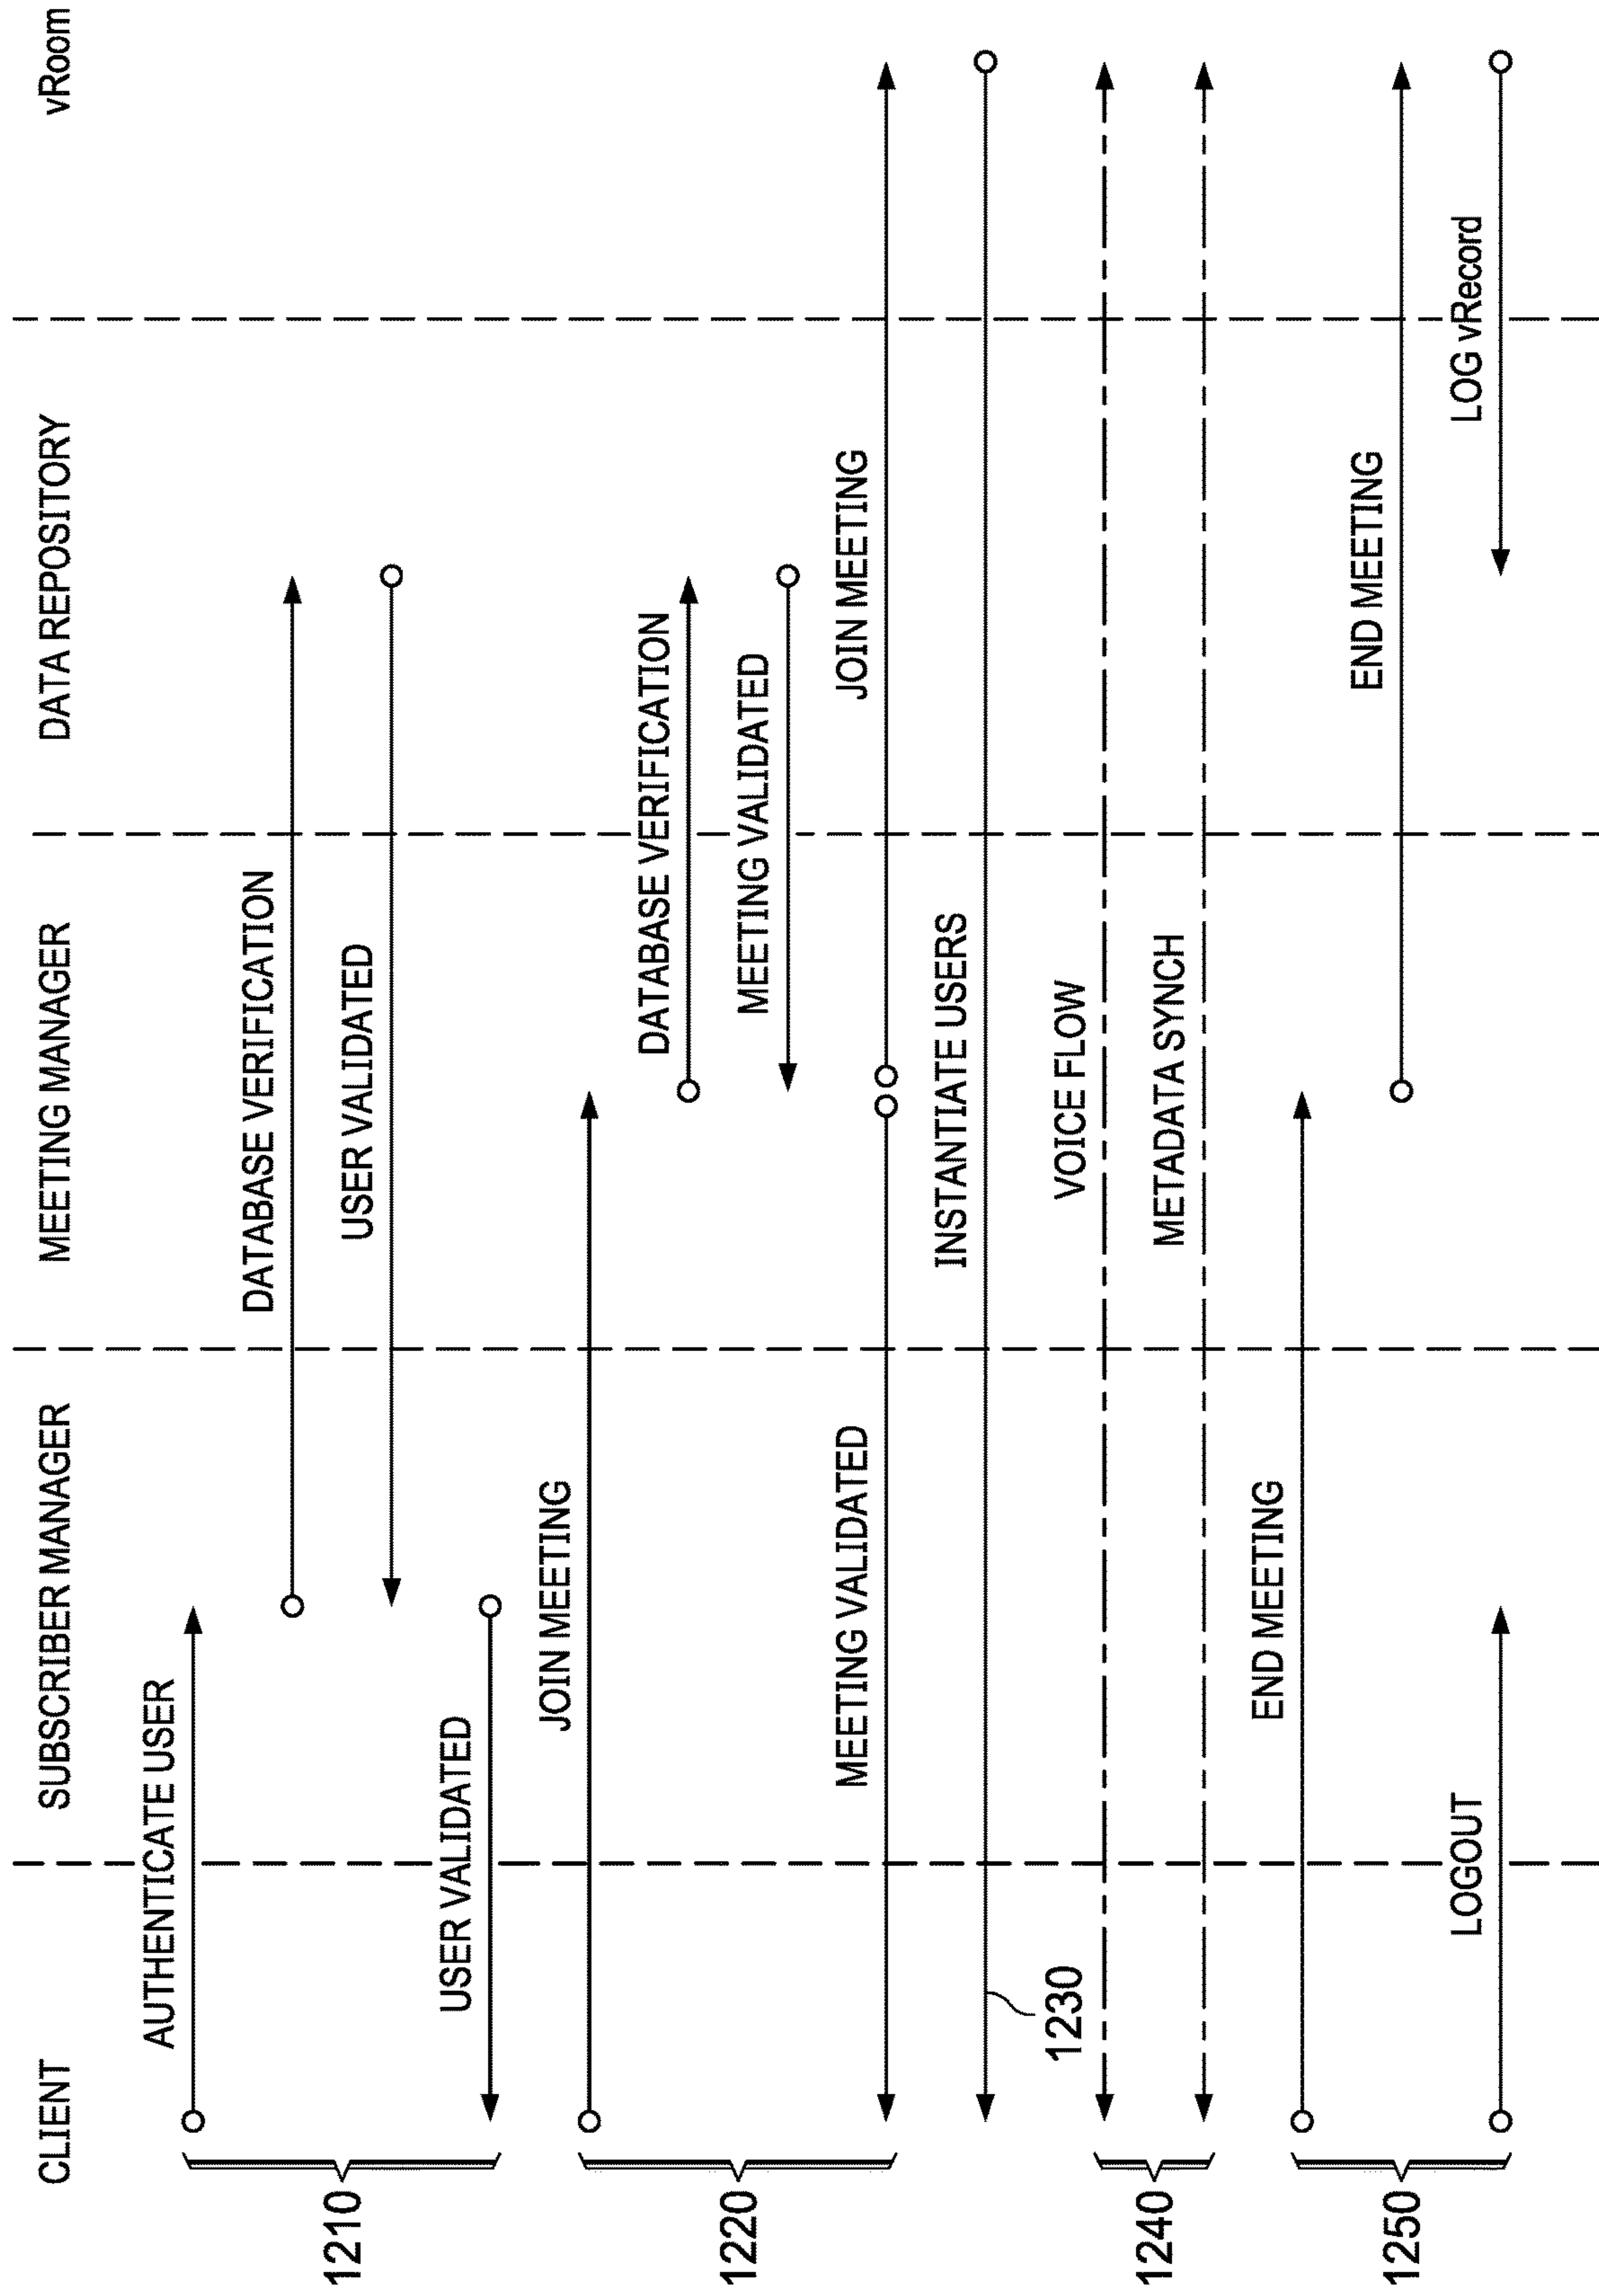 CLIENT
SUBSCRIBER MANAGER
MEETING MANAGER
DATA REPOSITORY
vRoom
1210
AUTHENTICATE USER
DATABASE VERIFICATION
USER VALIDATED
USER VALIDATED
1220
JOIN MEETING
DATABASE VERIFICATION
MEETING VALIDATED
MEETING VALIDATED
JOIN MEETING
INSTANTIATE USERS
1230
1240
VOICE FLOW
METADATA SYNCH
1250
END MEETING
END MEETING
LOGOUT
LOG vRecord